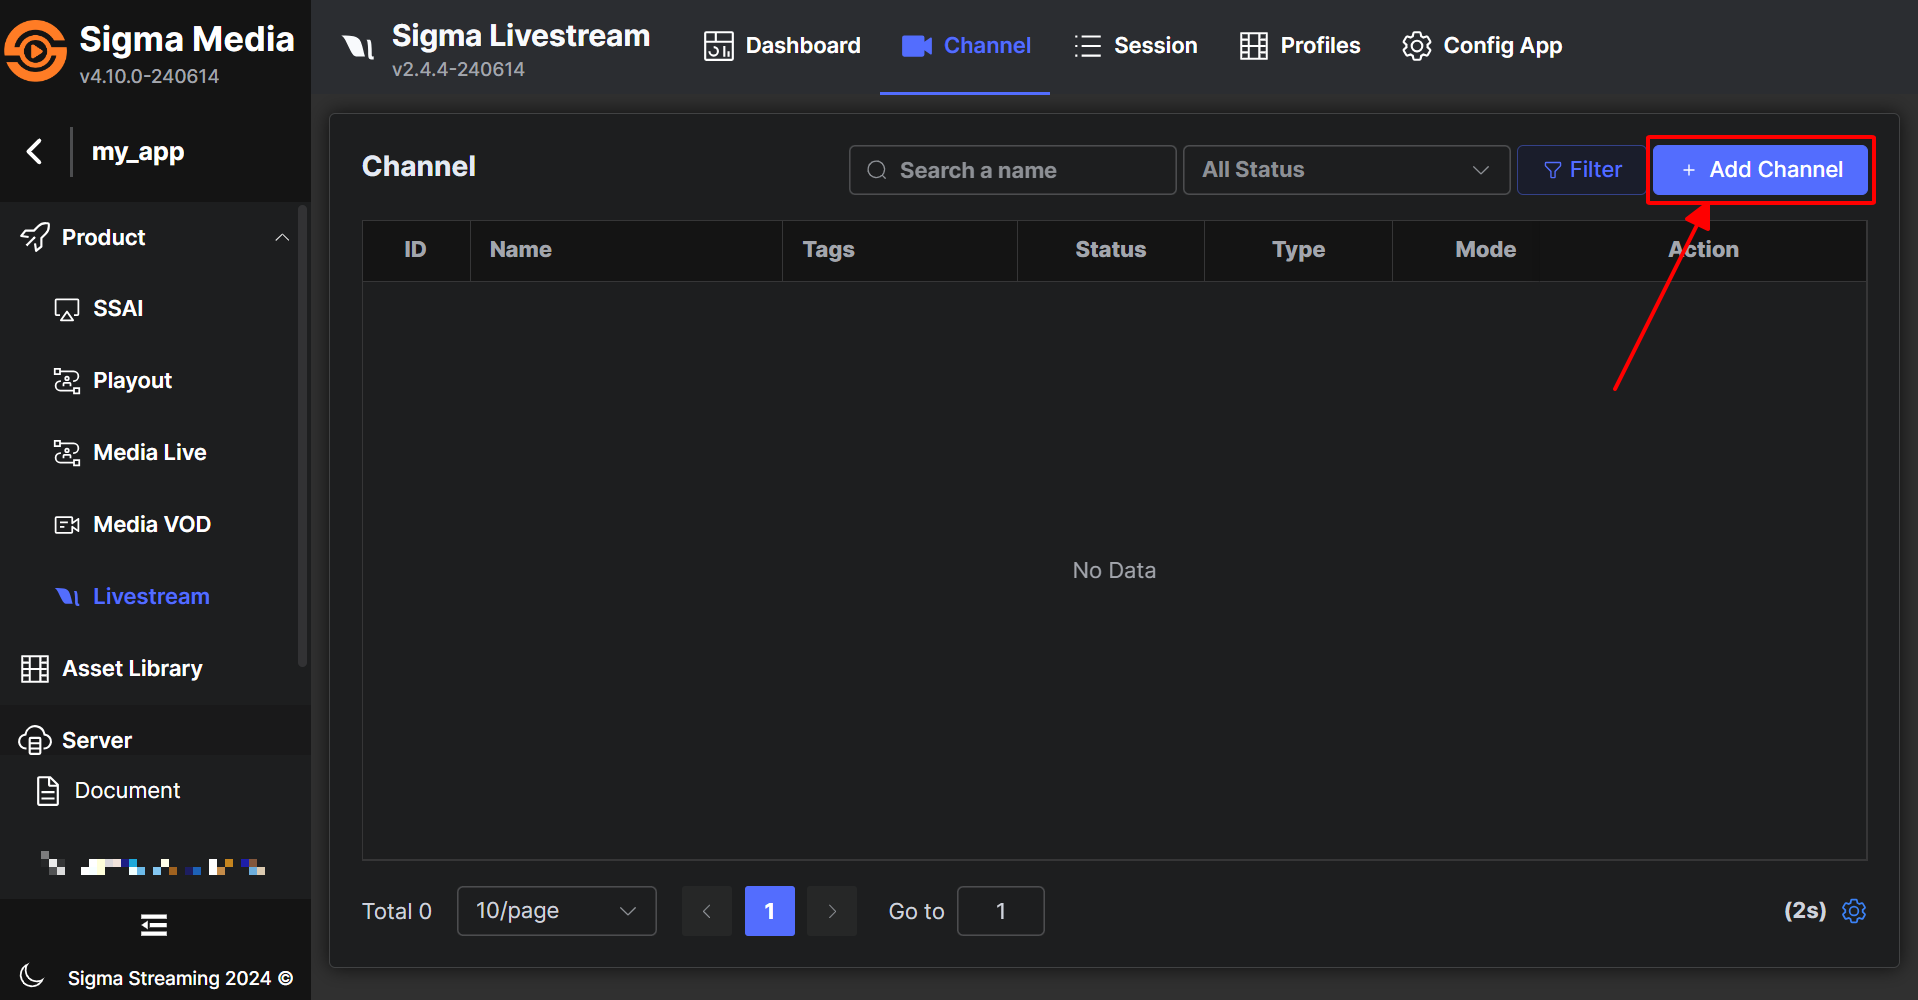 Sigma Media
v4.10.0-240614
my_app
Product
SSAI
Playout
Media Live
Media VOD
Livestream
Asset Library
Server
Document
Sigma Streaming 2024 ©
Sigma Livestream
v2.4.4-240614
Dashboard
Channel
Session
Profiles
Config App
Channel
Search a name
All Status
Filter
+ Add Channel
ID Name Tags Status Type Mode Action
No Data
Total 0
10/page
1
Go to
1
(2s)